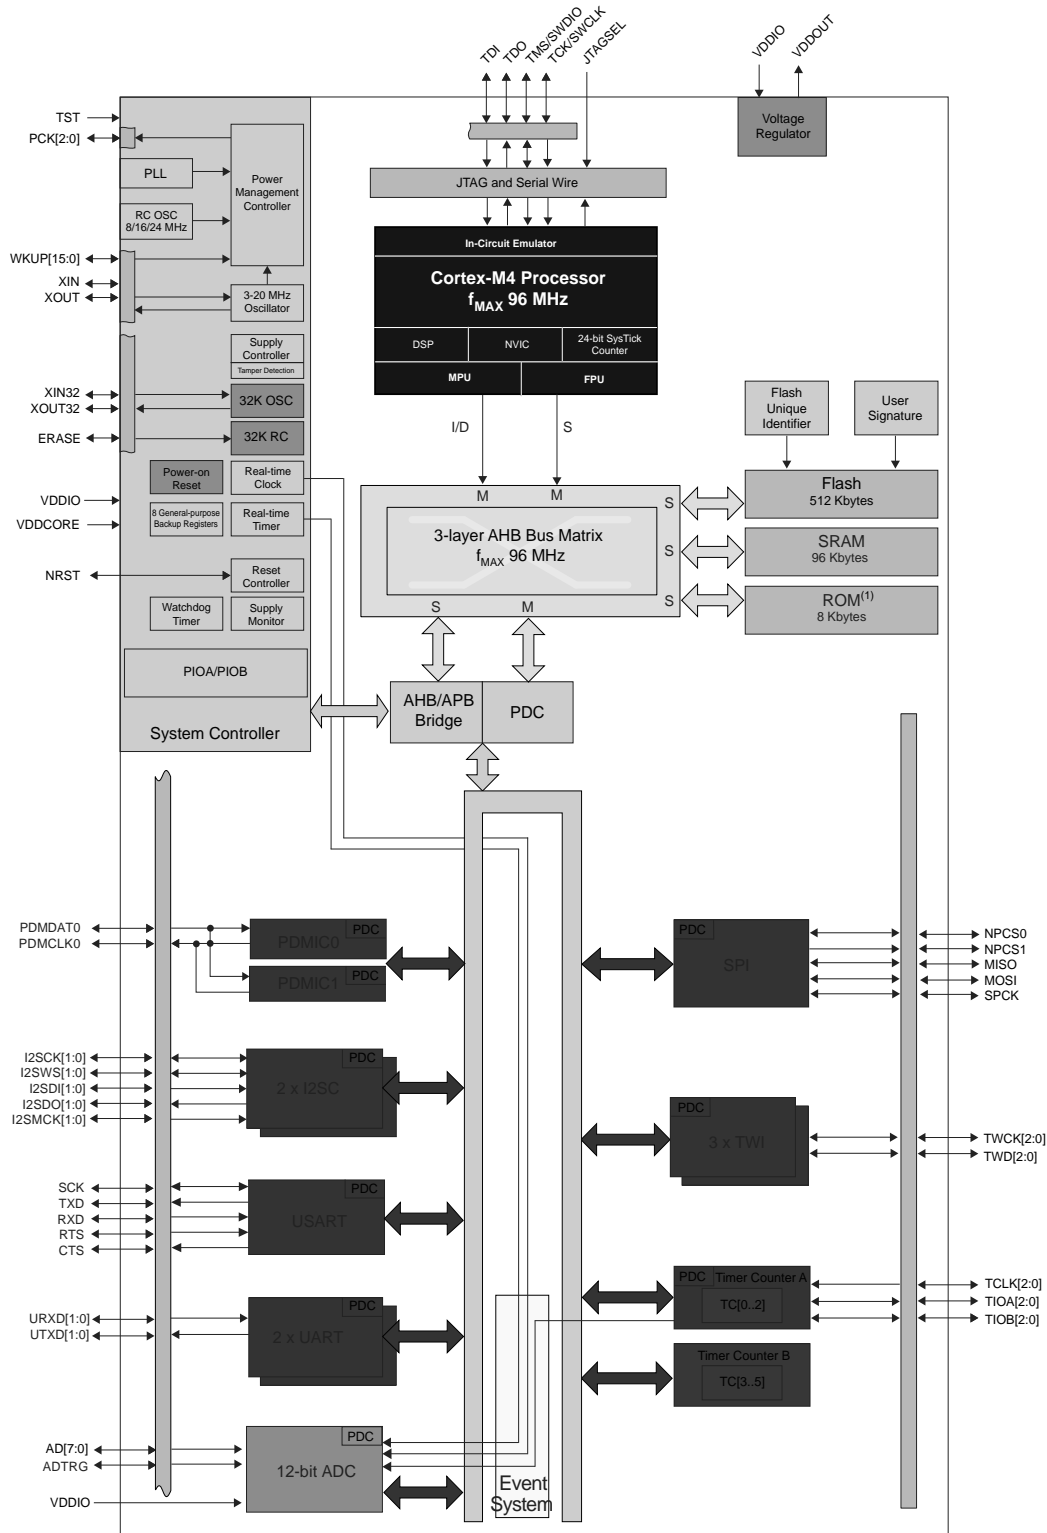 TDI
TDO
TMS/SWDIO
TCK/SWCLK
JTAGSEL
VDDIO
VDDOUT
TST
PCK[2:0]
Voltage
Regulator
PLL
Power
Management
Controller
JTAG and Serial Wire
RC OSC
8/16/24 MHz
WKUP[15:0]
XIN
XOUT
3-20 MHz
Oscillator
In-Circuit Emulator
Cortex-M4 Processor
fMAX 96 MHz
DSP
NVIC
24-bit SysTick
Counter
MPU
FPU
Supply
Controller
Tamper Detection
XIN32
XOUT32
32K OSC
ERASE
32K RC
I/D
S
Flash
Unique
Identifier
User
Signature
Power-on
Reset
Real-time
Clock
VDDIO
VDDCORE
8 General-purpose
Backup Registers
Real-time
Timer
M
M
S
Flash
512 Kbytes
3-layer AHB Bus Matrix
fMAX 96 MHz
S
SRAM
96 Kbytes
NRST
Reset
Controller
S
ROM(1)
8 Kbytes
Watchdog
Timer
Supply
Monitor
S
M
PIOA/PIOB
System Controller
AHB/APB
Bridge
PDC
PDMDAT0
PDMCLK0
PDC
PDMIC0
PDC
PDMIC1
PDC
SPI
NPCS0
NPCS1
MISO
MOSI
SPCK
I2SCK[1:0]
I2SWS[1:0]
I2SDI[1:0]
I2SDO[1:0]
I2SMCK[1:0]
PDC
2 x I2SC
PDC
3 x TWI
TWCK[2:0]
TWD[2:0]
SCK
TXD
RXD
RTS
CTS
PDC
USART
PDC
Timer Counter A
TC[0..2]
TCLK[2:0]
TIOA[2:0]
TIOB[2:0]
URXD[1:0]
UTXD[1:0]
PDC
2 x UART
Timer Counter B
TC[3..5]
AD[7:0]
ADTRG
VDDIO
PDC
12-bit ADC
Event
System